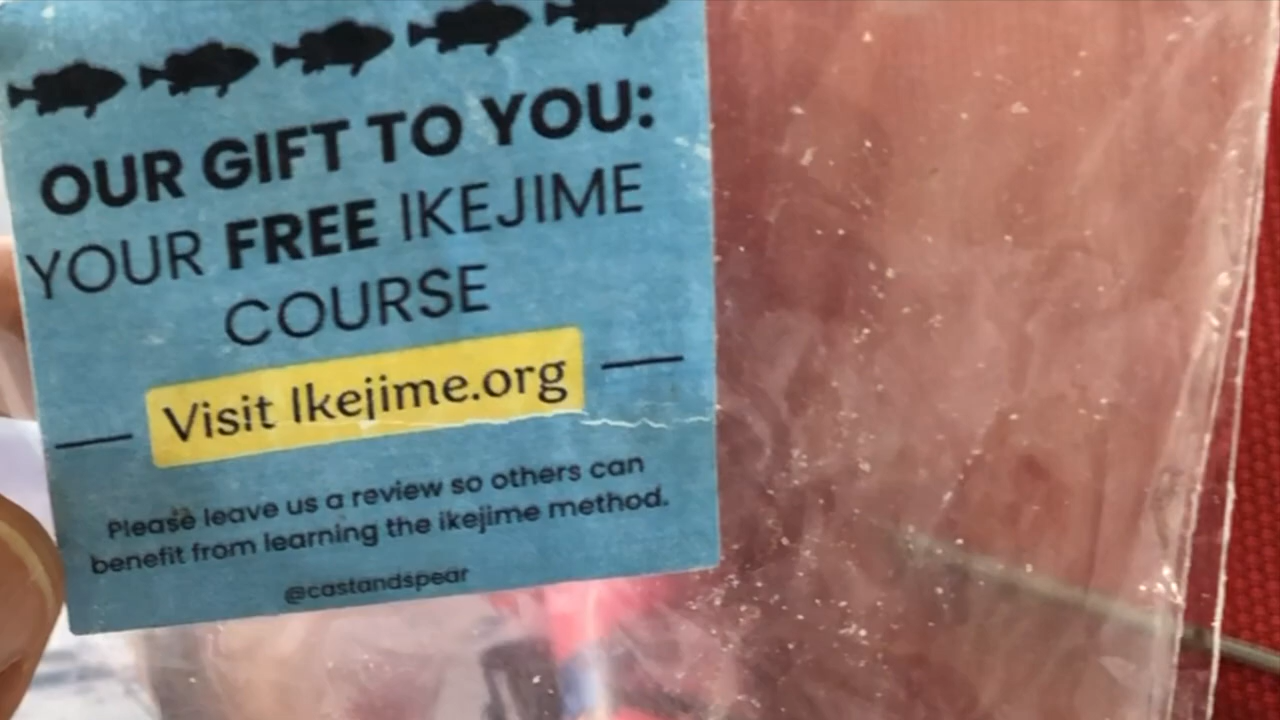 OUR GIFT TO YOU:
YOUR FREE IKEJIME
COURSE
Visit Ikejime.org
Please leave us a review so others can
benefit from learning the ikejime method.
@castandspear